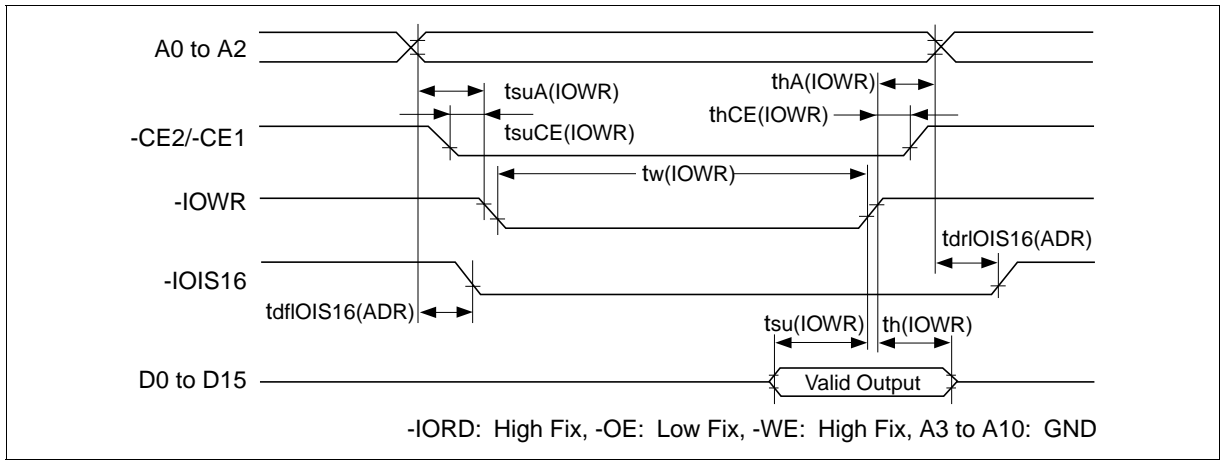 A0 to A2
tsuA(IOWR)
thA(IOWR)
thCE(IOWR)
-CE2/-CE1
tsuCE(IOWR)
tw(IOWR)
-IOWR
tdrIOIS16(ADR)
-IOIS16
tdfIOIS16(ADR)
tsu(IOWR)
th(IOWR)
D0 to D15
Valid Output
-IORD: High Fix, -OE: Low Fix, -WE: High Fix, A3 to A10: GND